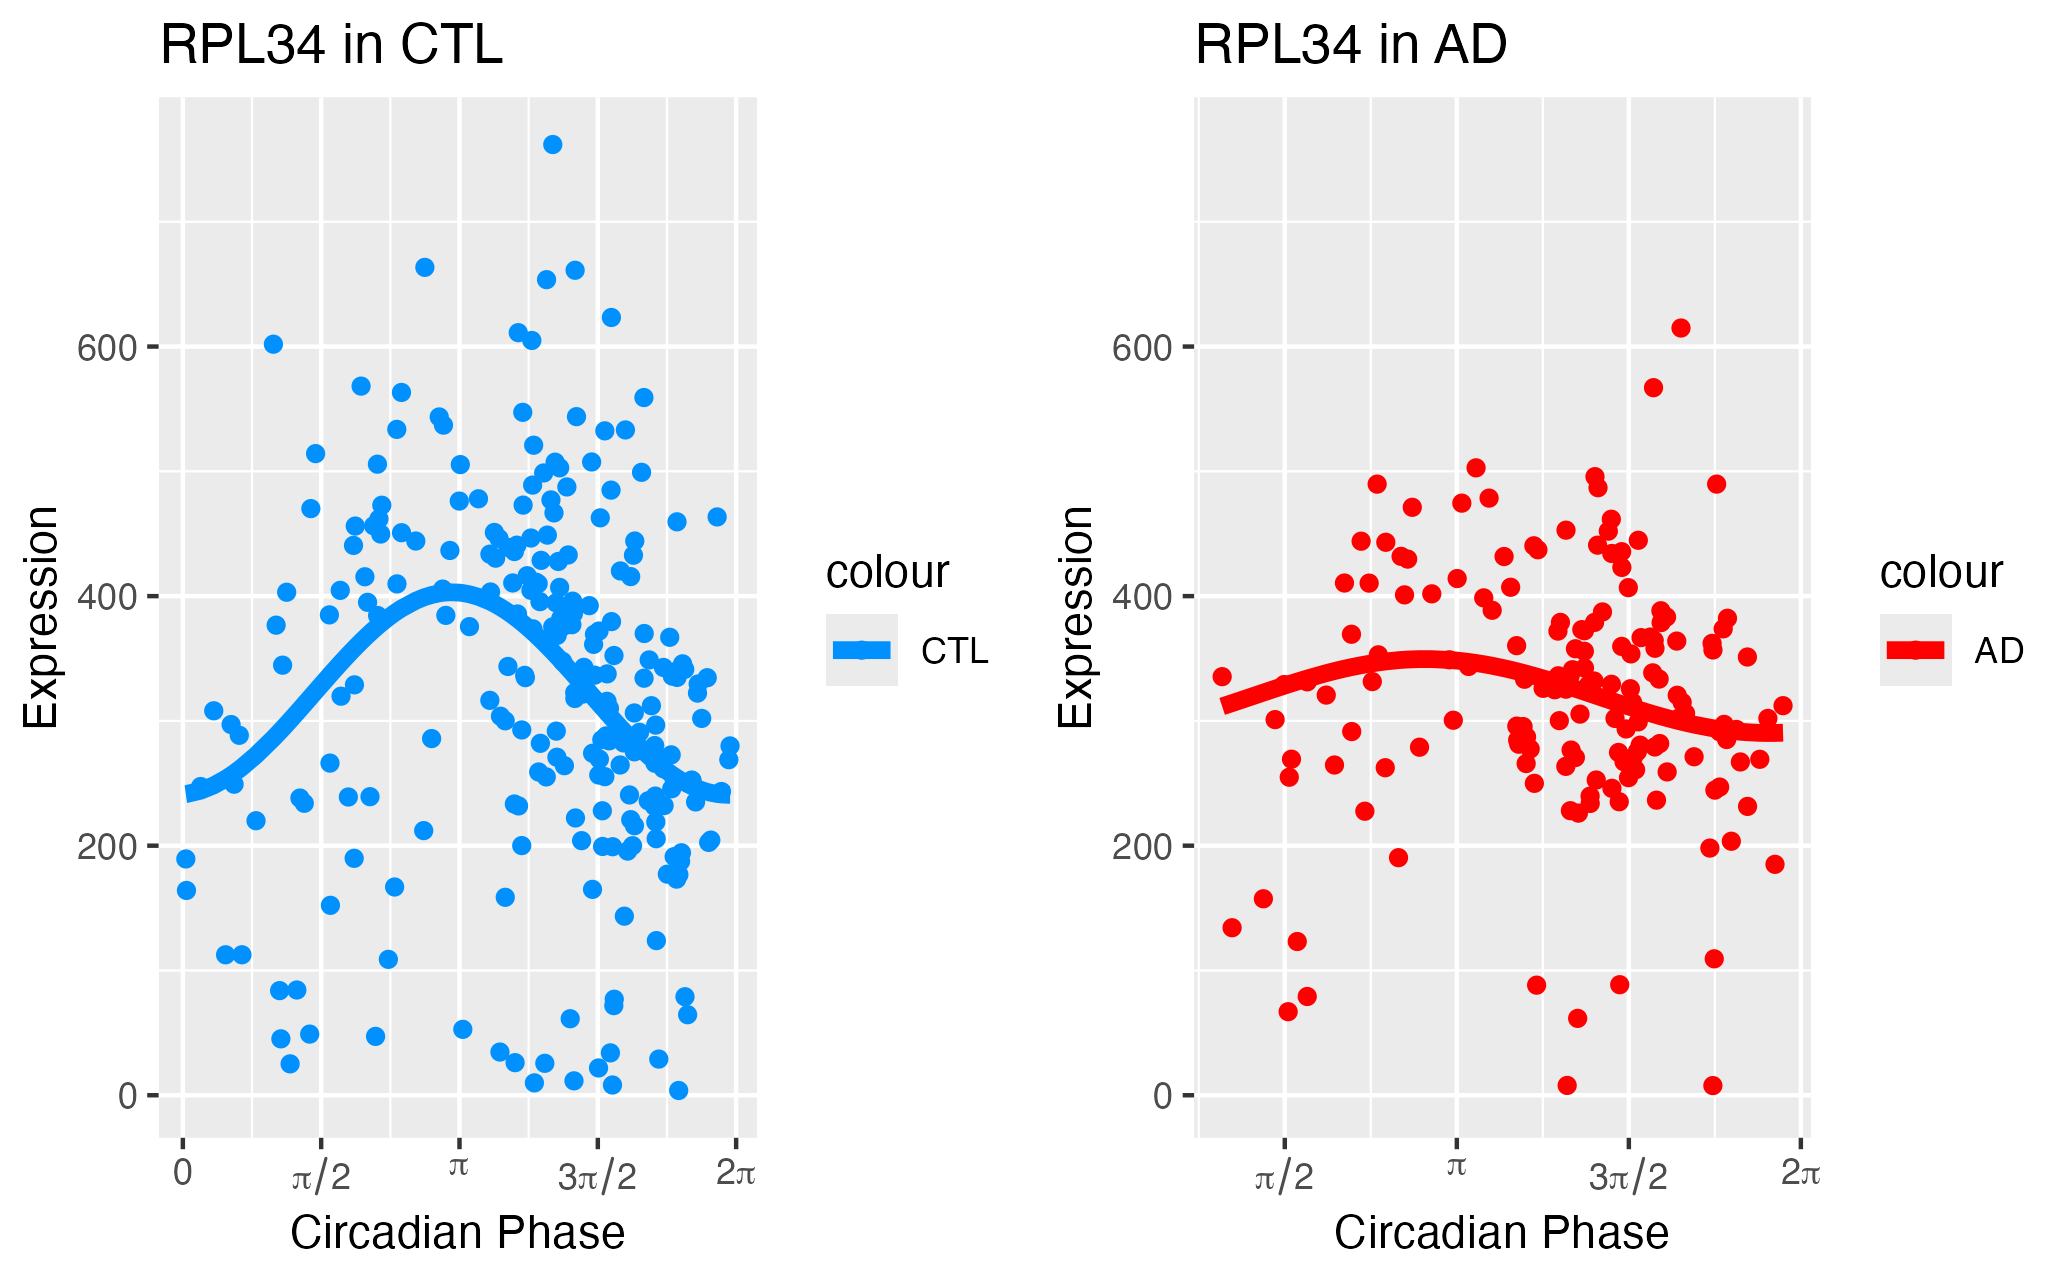 RPL34 in CTL
Expression
600
400
200
0
0 π/2 π 3π/2 2π
Circadian Phase
colour
CTL
RPL34 in AD
Expression
600
400
200
0
π/2 π 3π/2 2π
Circadian Phase
colour
AD